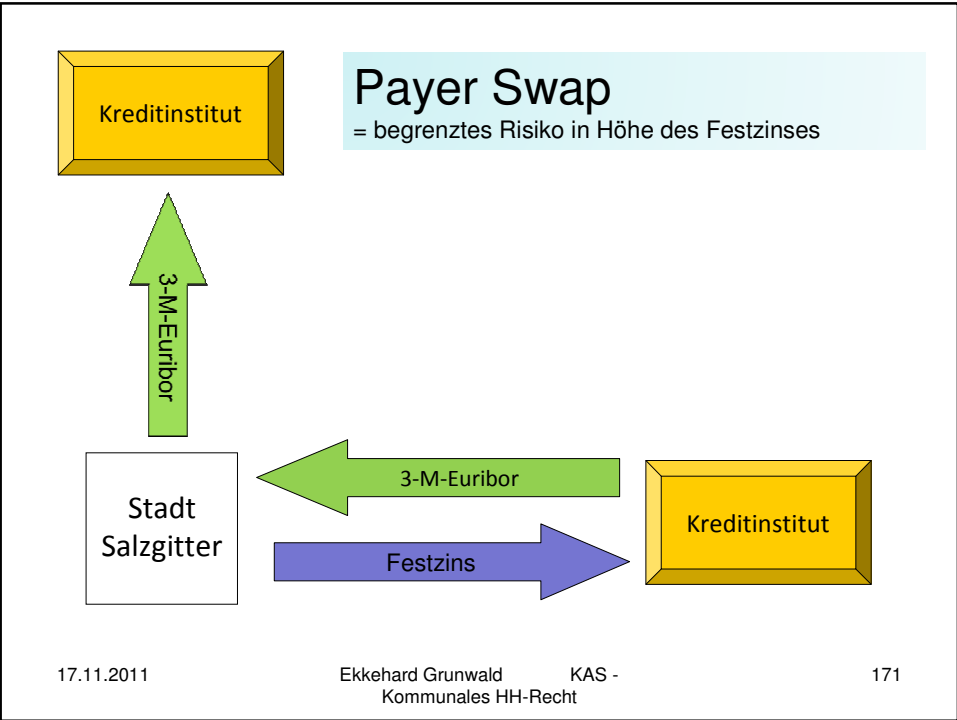 Kreditinstitut
Payer Swap
= begrenztes Risiko in Höhe des Festzinses
3-M-Euribor
3-M-Euribor
Stadt
Salzgitter
Kreditinstitut
Festzins
17.11.2011
Ekkehard Grunwald KAS -
Kommunales HH-Recht
171